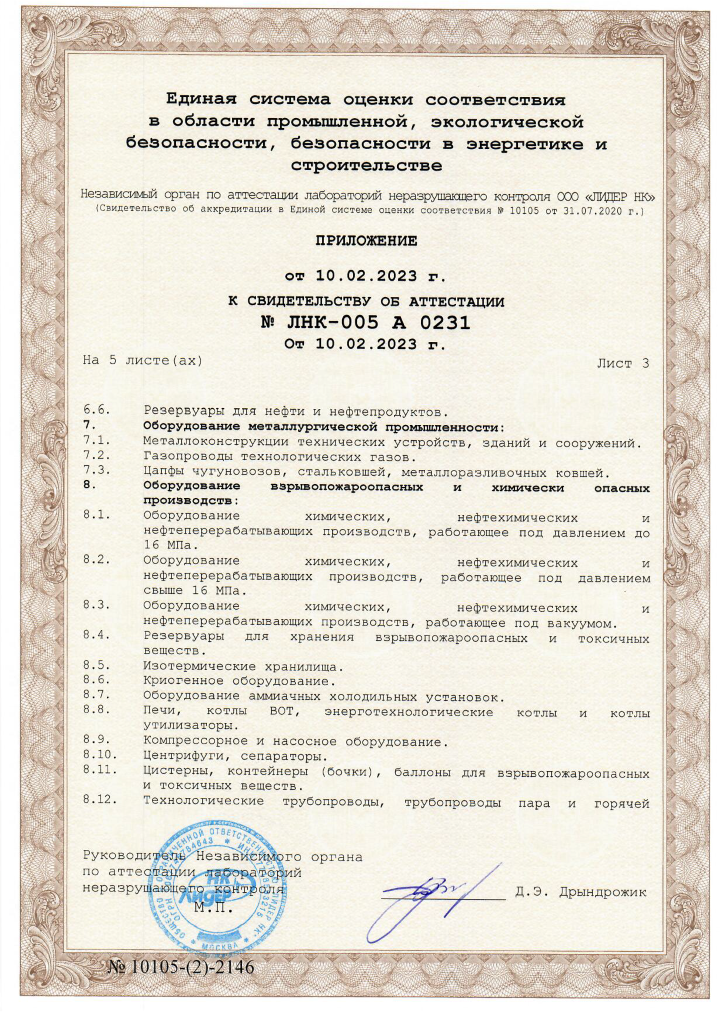 Единая система оценки соответствия
в области промышленной, экологической
безопасности, безопасности в энергетике и
строительстве
Независимый орган по аттестации лабораторий неразрушающего контроля ООО «ЛИДЕР НК»
(Свидетельство об аккредитации в Единой системе оценки соответствия № 10105 от 31.07.2020 г.)
ПРИЛОЖЕНИЕ
от 10.02.2023 г.
К СВИДЕТЕЛЬСТВУ ОБ АТТЕСТАЦИИ
№ ЛНК-005 А 0231
От 10.02.2023 г.
На 5 листе(ах) Лист 3
6.6. Резервуары для нефти и нефтепродуктов.
7. Оборудование металлургической промышленности:
7.1. Металлоконструкции технических устройств, зданий и сооружений.
7.2. Газопроводы технологических газов.
7.3. Цапфы чугуновозов, стальковшей, металлоразливочных ковшей.
8. Оборудование взрывопожароопасных и химически опасных
производств:
8.1. Оборудование химических, нефтехимических и
нефтеперерабатывающих производств, работающее под давлением до
16 МПа.
8.2. Оборудование химических, нефтехимических и
нефтеперерабатывающих производств, работающее под давлением
свыше 16 МПа.
8.3. Оборудование химических, нефтехимических и
нефтеперерабатывающих производств, работающее под вакуумом.
8.4. Резервуары для хранения взрывопожароопасных и токсичных
веществ.
8.5. Изотермические хранилища.
8.6. Криогенное оборудование.
8.7. Оборудование аммиачных холодильных установок.
8.8. Печи, котлы ВОТ, энерготехнологические котлы и котлы
утилизаторы.
8.9. Компрессорное и насосное оборудование.
8.10. Центрифуги, сепараторы.
8.11. Цистерны, контейнеры (бочки), баллоны для взрывопожароопасных
и токсичных веществ.
8.12. Технологические трубопроводы, трубопроводы пара и горячей
Руководитель Независимого органа
по аттестации лабораторий
неразрушающего контроля
М.П.
Д.Э. Дрындрожик
НК
ЛИДЕР
МОСКВА
№ 10105-(2)-2146